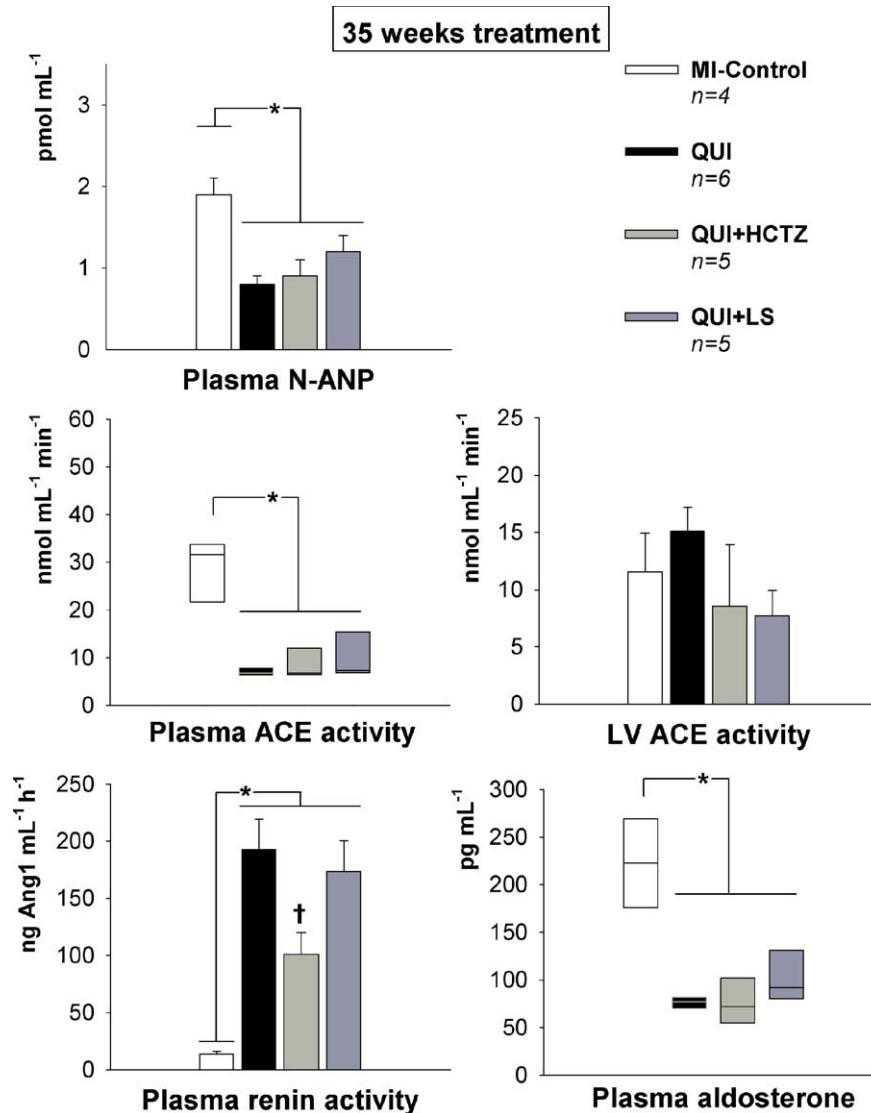 35 weeks treatment
MI-Control
n=4
QUI
n=6
QUI+HCTZ
n=5
QUI+LS
n=5
pmol mL⁻¹
3
2
1
0
*
Plasma N-ANP
nmol mL⁻¹ min⁻¹
60
50
40
30
20
10
0
*
Plasma ACE activity
nmol mL⁻¹ min⁻¹
25
20
15
10
5
0
LV ACE activity
ng Ang1 mL⁻¹ h⁻¹
250
200
150
100
50
0
*
†
Plasma renin activity
pg mL⁻¹
300
250
200
150
100
50
0
*
Plasma aldosterone